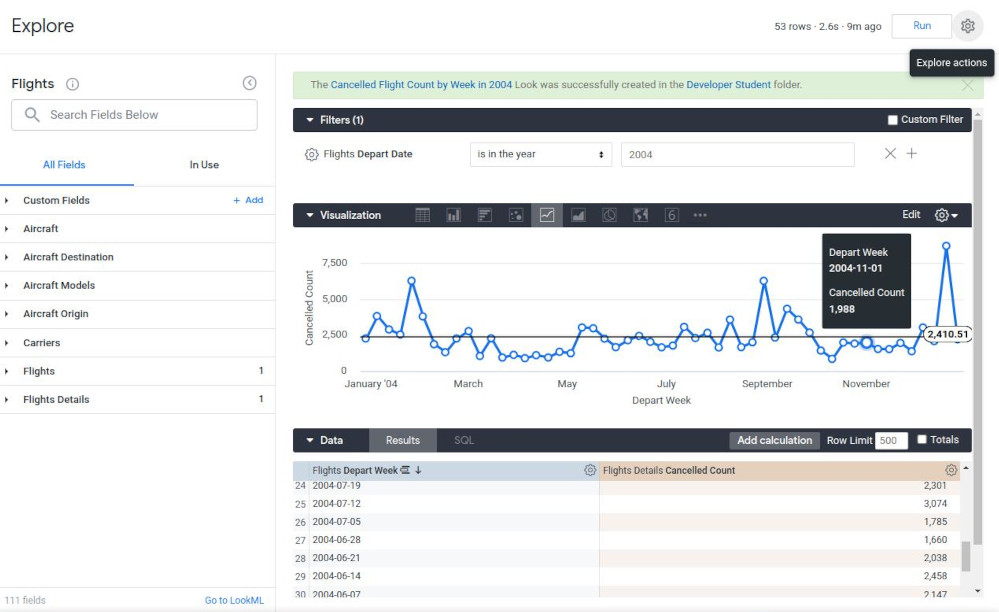 Explore
53 rows · 2.6s · 9m ago
Run
Explore actions
Flights
Search Fields Below
All Fields
In Use
Custom Fields
+ Add
Aircraft
Aircraft Destination
Aircraft Models
Aircraft Origin
Carriers
Flights 1
Flights Details 1
111 fields
Go to LookML
The Cancelled Flight Count by Week in 2004 Look was successfully created in the Developer Student folder.
Filters (1)
Custom Filter
Flights Depart Date
is in the year
2004
Visualization
6
Edit
Cancelled Count
7,500
5,000
2,500
0
Depart Week
2004-11-01
Cancelled Count
1,988
2,410.51
January '04 March May July September November
Depart Week
Data
Results
SQL
Add calculation
Row Limit 500
Totals
Flights Depart Week ↓
Flights Details Cancelled Count
24 2004-07-19 2,301
25 2004-07-12 3,074
26 2004-07-05 1,785
27 2004-06-28 1,660
28 2004-06-21 2,038
29 2004-06-14 2,458
30 2004-06-07 2,147